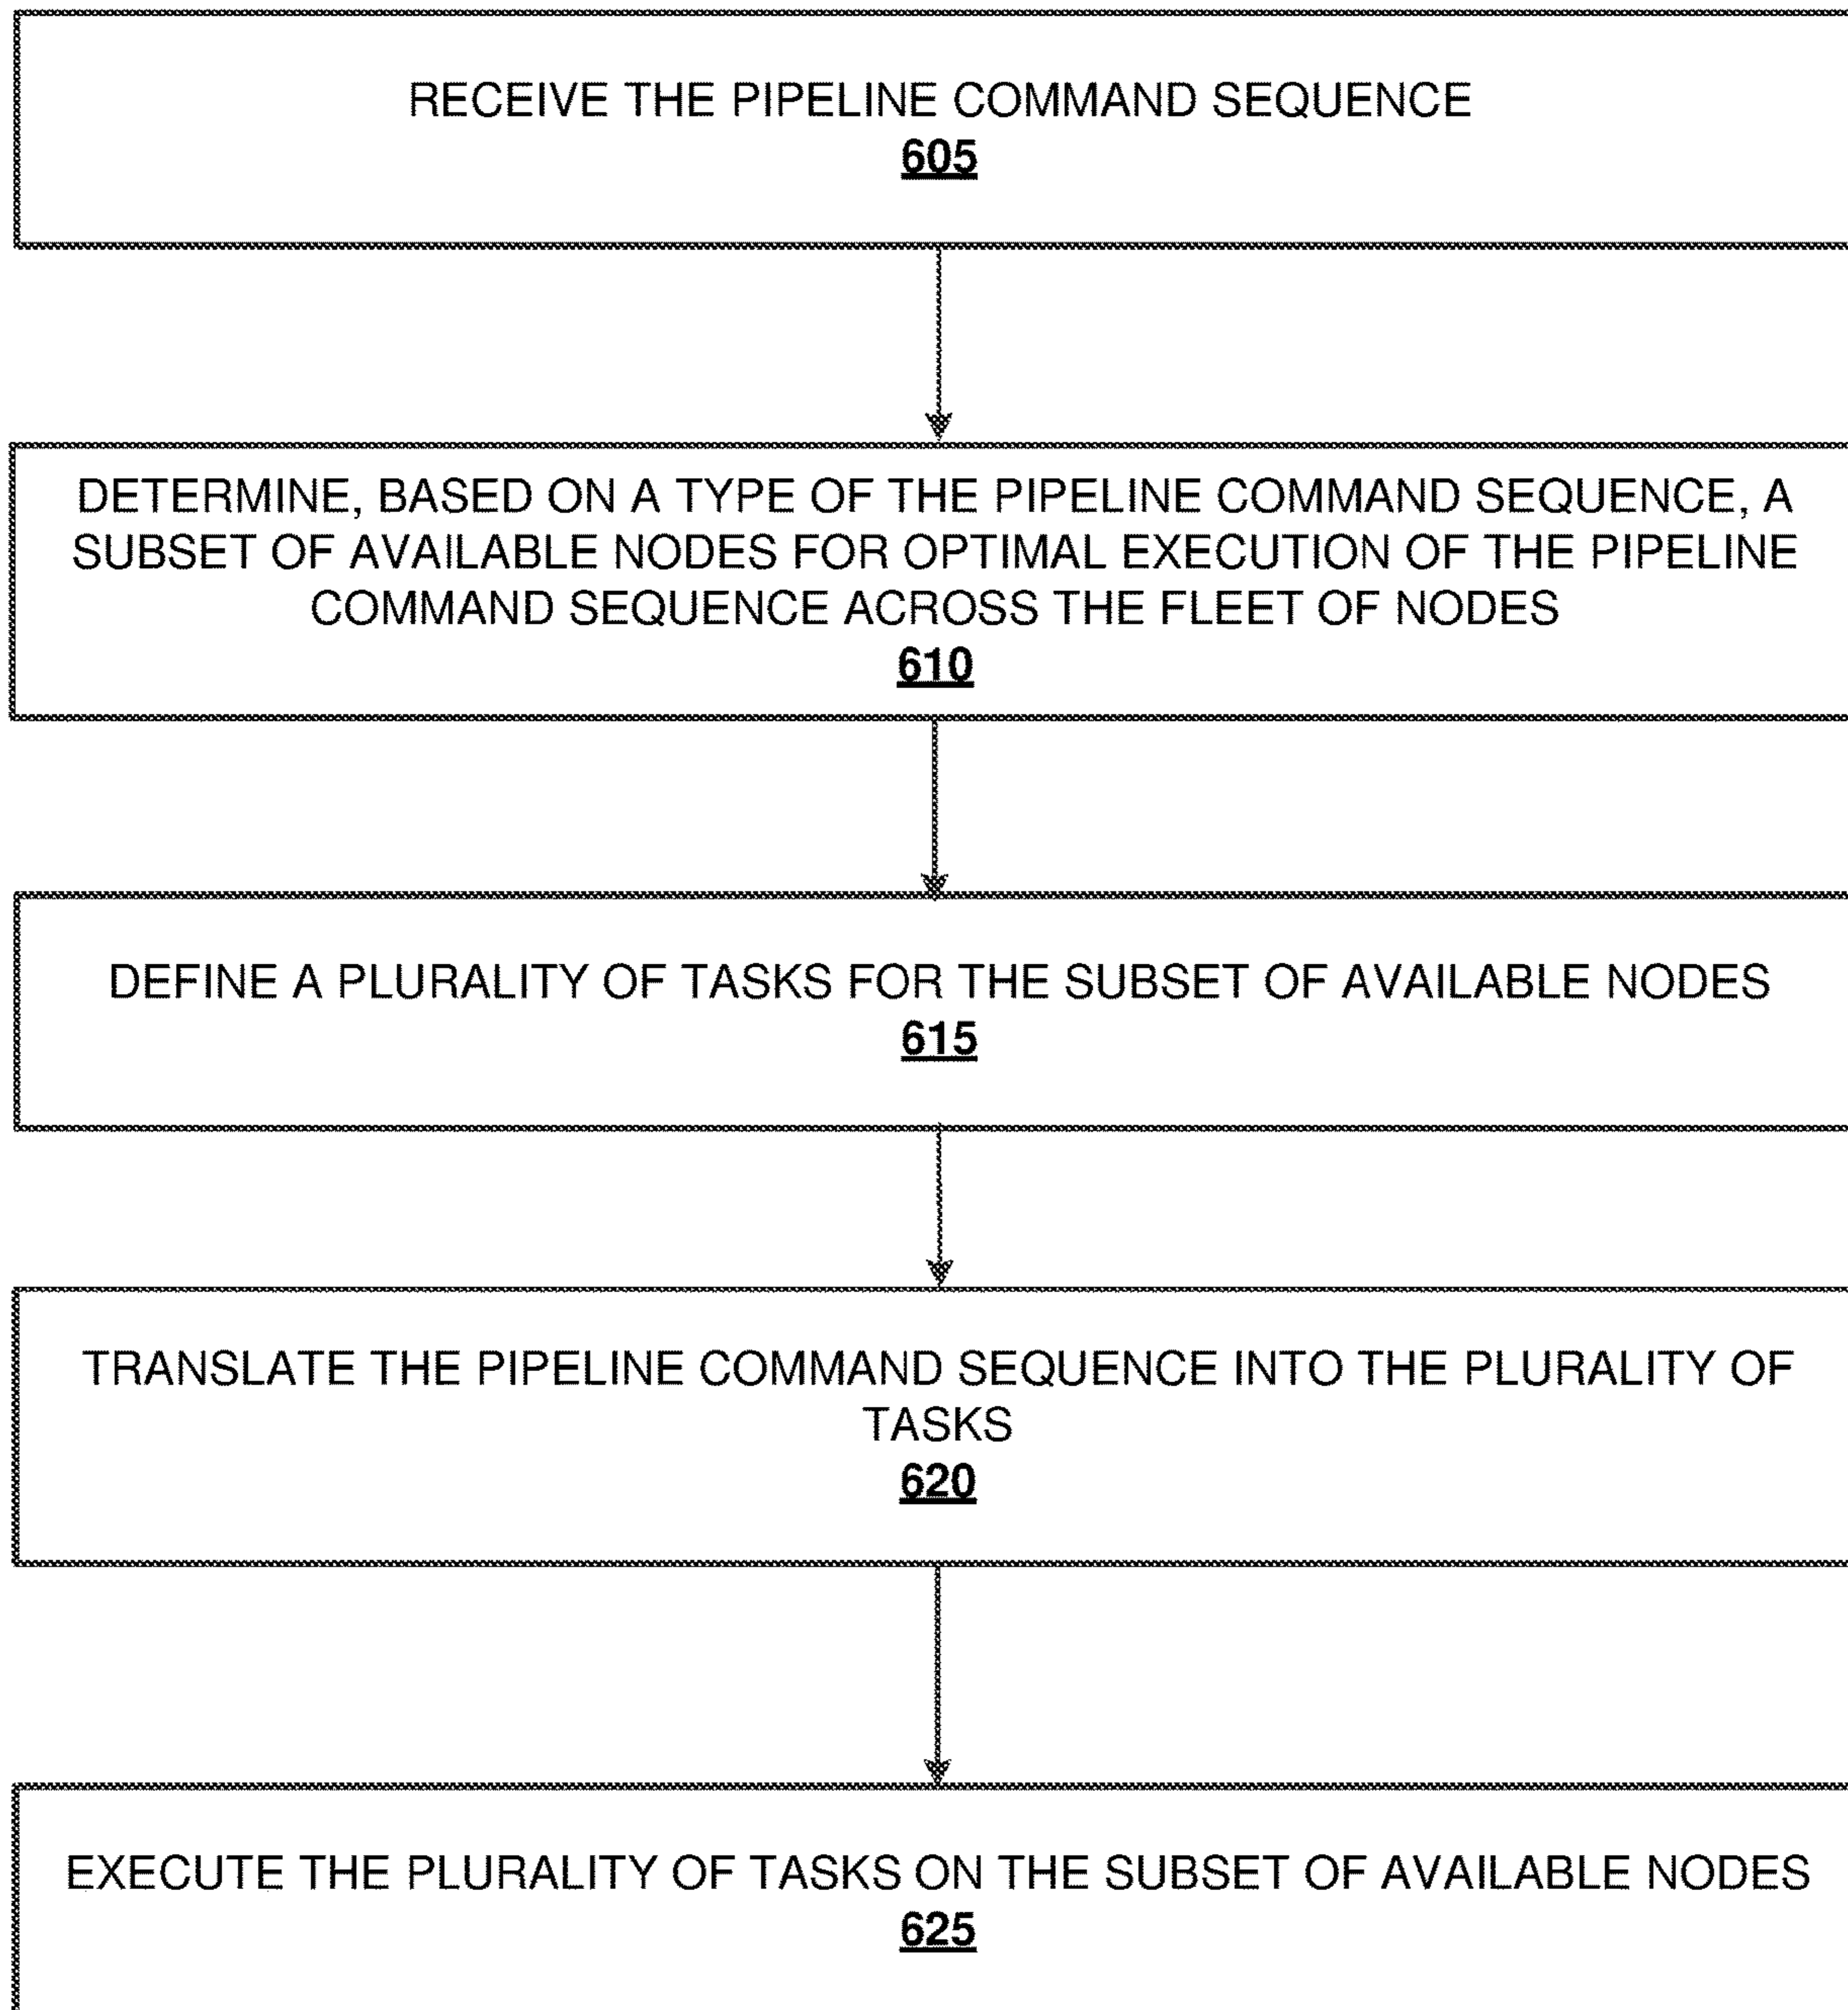 RECEIVE THE PIPELINE COMMAND SEQUENCE
605
DETERMINE, BASED ON A TYPE OF THE PIPELINE COMMAND SEQUENCE, A
SUBSET OF AVAILABLE NODES FOR OPTIMAL EXECUTION OF THE PIPELINE
COMMAND SEQUENCE ACROSS THE FLEET OF NODES
610
DEFINE A PLURALITY OF TASKS FOR THE SUBSET OF AVAILABLE NODES
615
TRANSLATE THE PIPELINE COMMAND SEQUENCE INTO THE PLURALITY OF
TASKS
620
EXECUTE THE PLURALITY OF TASKS ON THE SUBSET OF AVAILABLE NODES
625